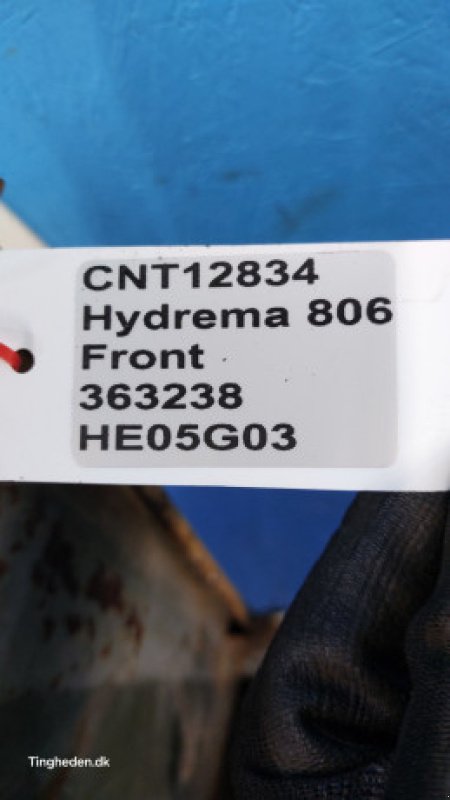 CNT12834
Hydrema 806
Front
363238
HE05G03
Tingheden.dk